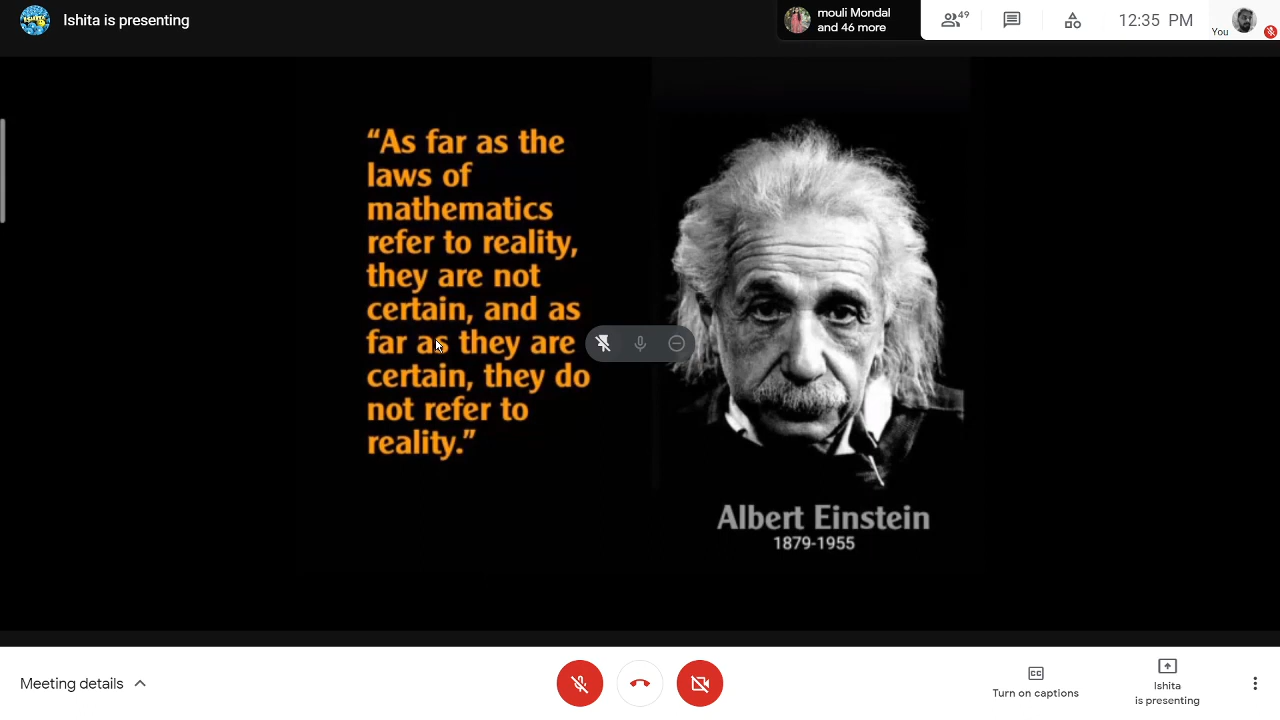 Ishita is presenting
mouli Mondal
and 46 more
49
12:35 PM
You
“As far as the
laws of
mathematics
refer to reality,
they are not
certain, and as
far as they are
certain, they do
not refer to
reality.”
Albert Einstein
1879-1955
Meeting details
CC
Turn on captions
Ishita
is presenting